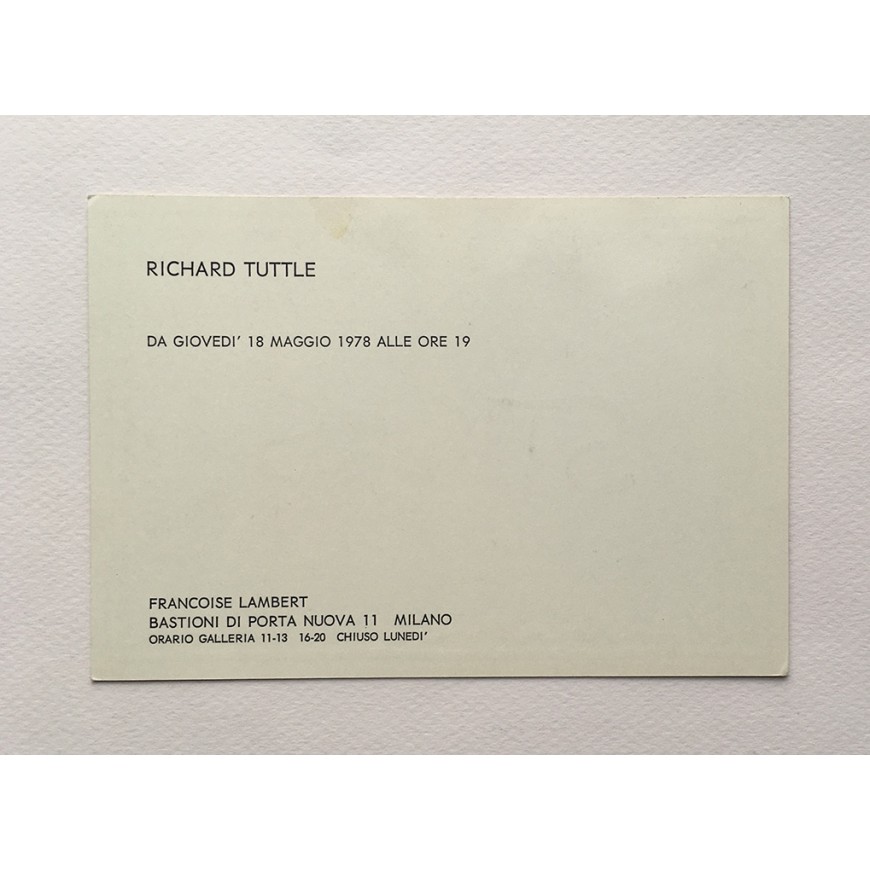 RICHARD TUTTLE
DA GIOVEDI' 18 MAGGIO 1978 ALLE ORE 19
FRANCOISE LAMBERT
BASTIONI DI PORTA NUOVA 11 MILANO
ORARIO GALLERIA 11-13 16-20 CHIUSO LUNEDI'